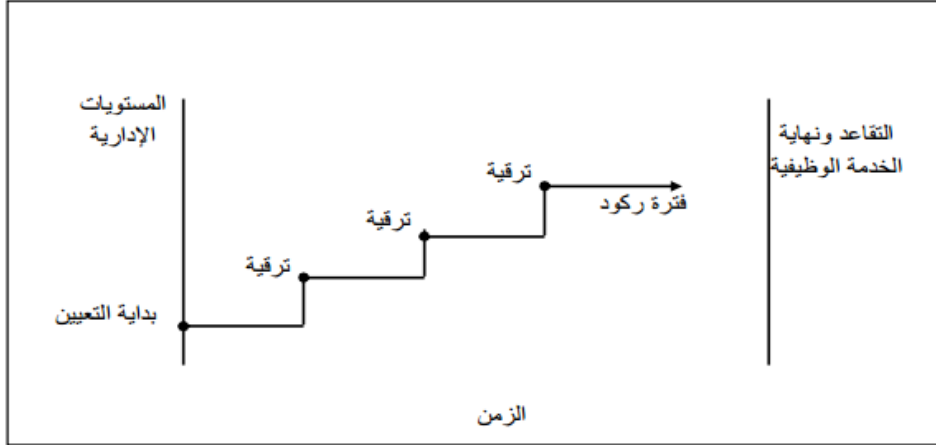 المستويات
الإدارية
التقاعد ونهاية
الخدمة الوظيفية
ترقية
فترة ركود
ترقية
ترقية
بداية التعيين
الزمن